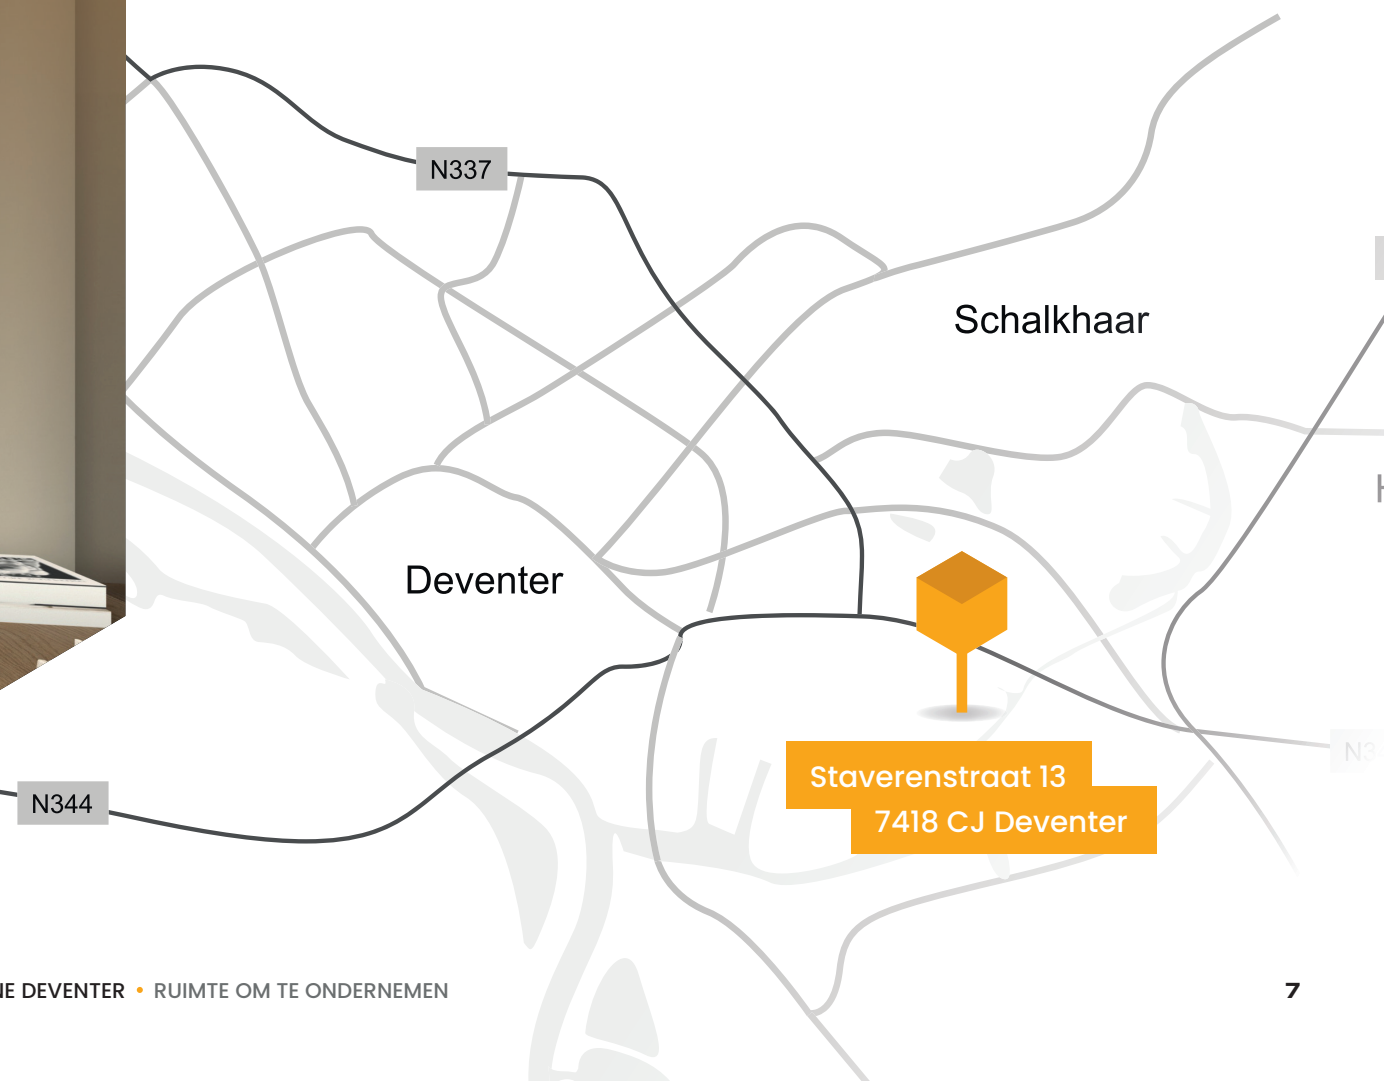 N337
Schalkhaar
Deventer
Staverenstraat 13
7418 CJ Deventer
N344
DEVENTER • RUIMTE OM TE ONDERNEMEN
7